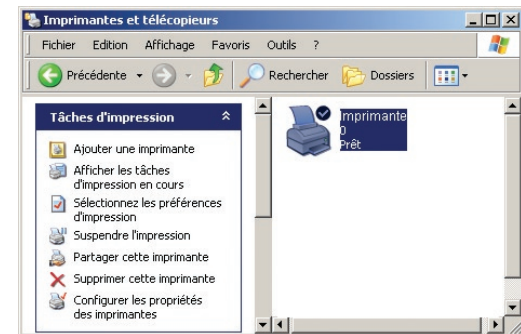 Imprimantes et télécopieurs
Fichier Edition Affichage Favoris Outils ?
Précédente Rechercher Dossiers
Tâches d'impression
Ajouter une imprimante
Afficher les tâches
d'impression en cours
Sélectionnez les préférences
d'impression
Suspendre l'impression
Partager cette imprimante
Supprimer cette imprimante
Configurer les propriétés
des imprimantes
Imprimante
0
Prêt